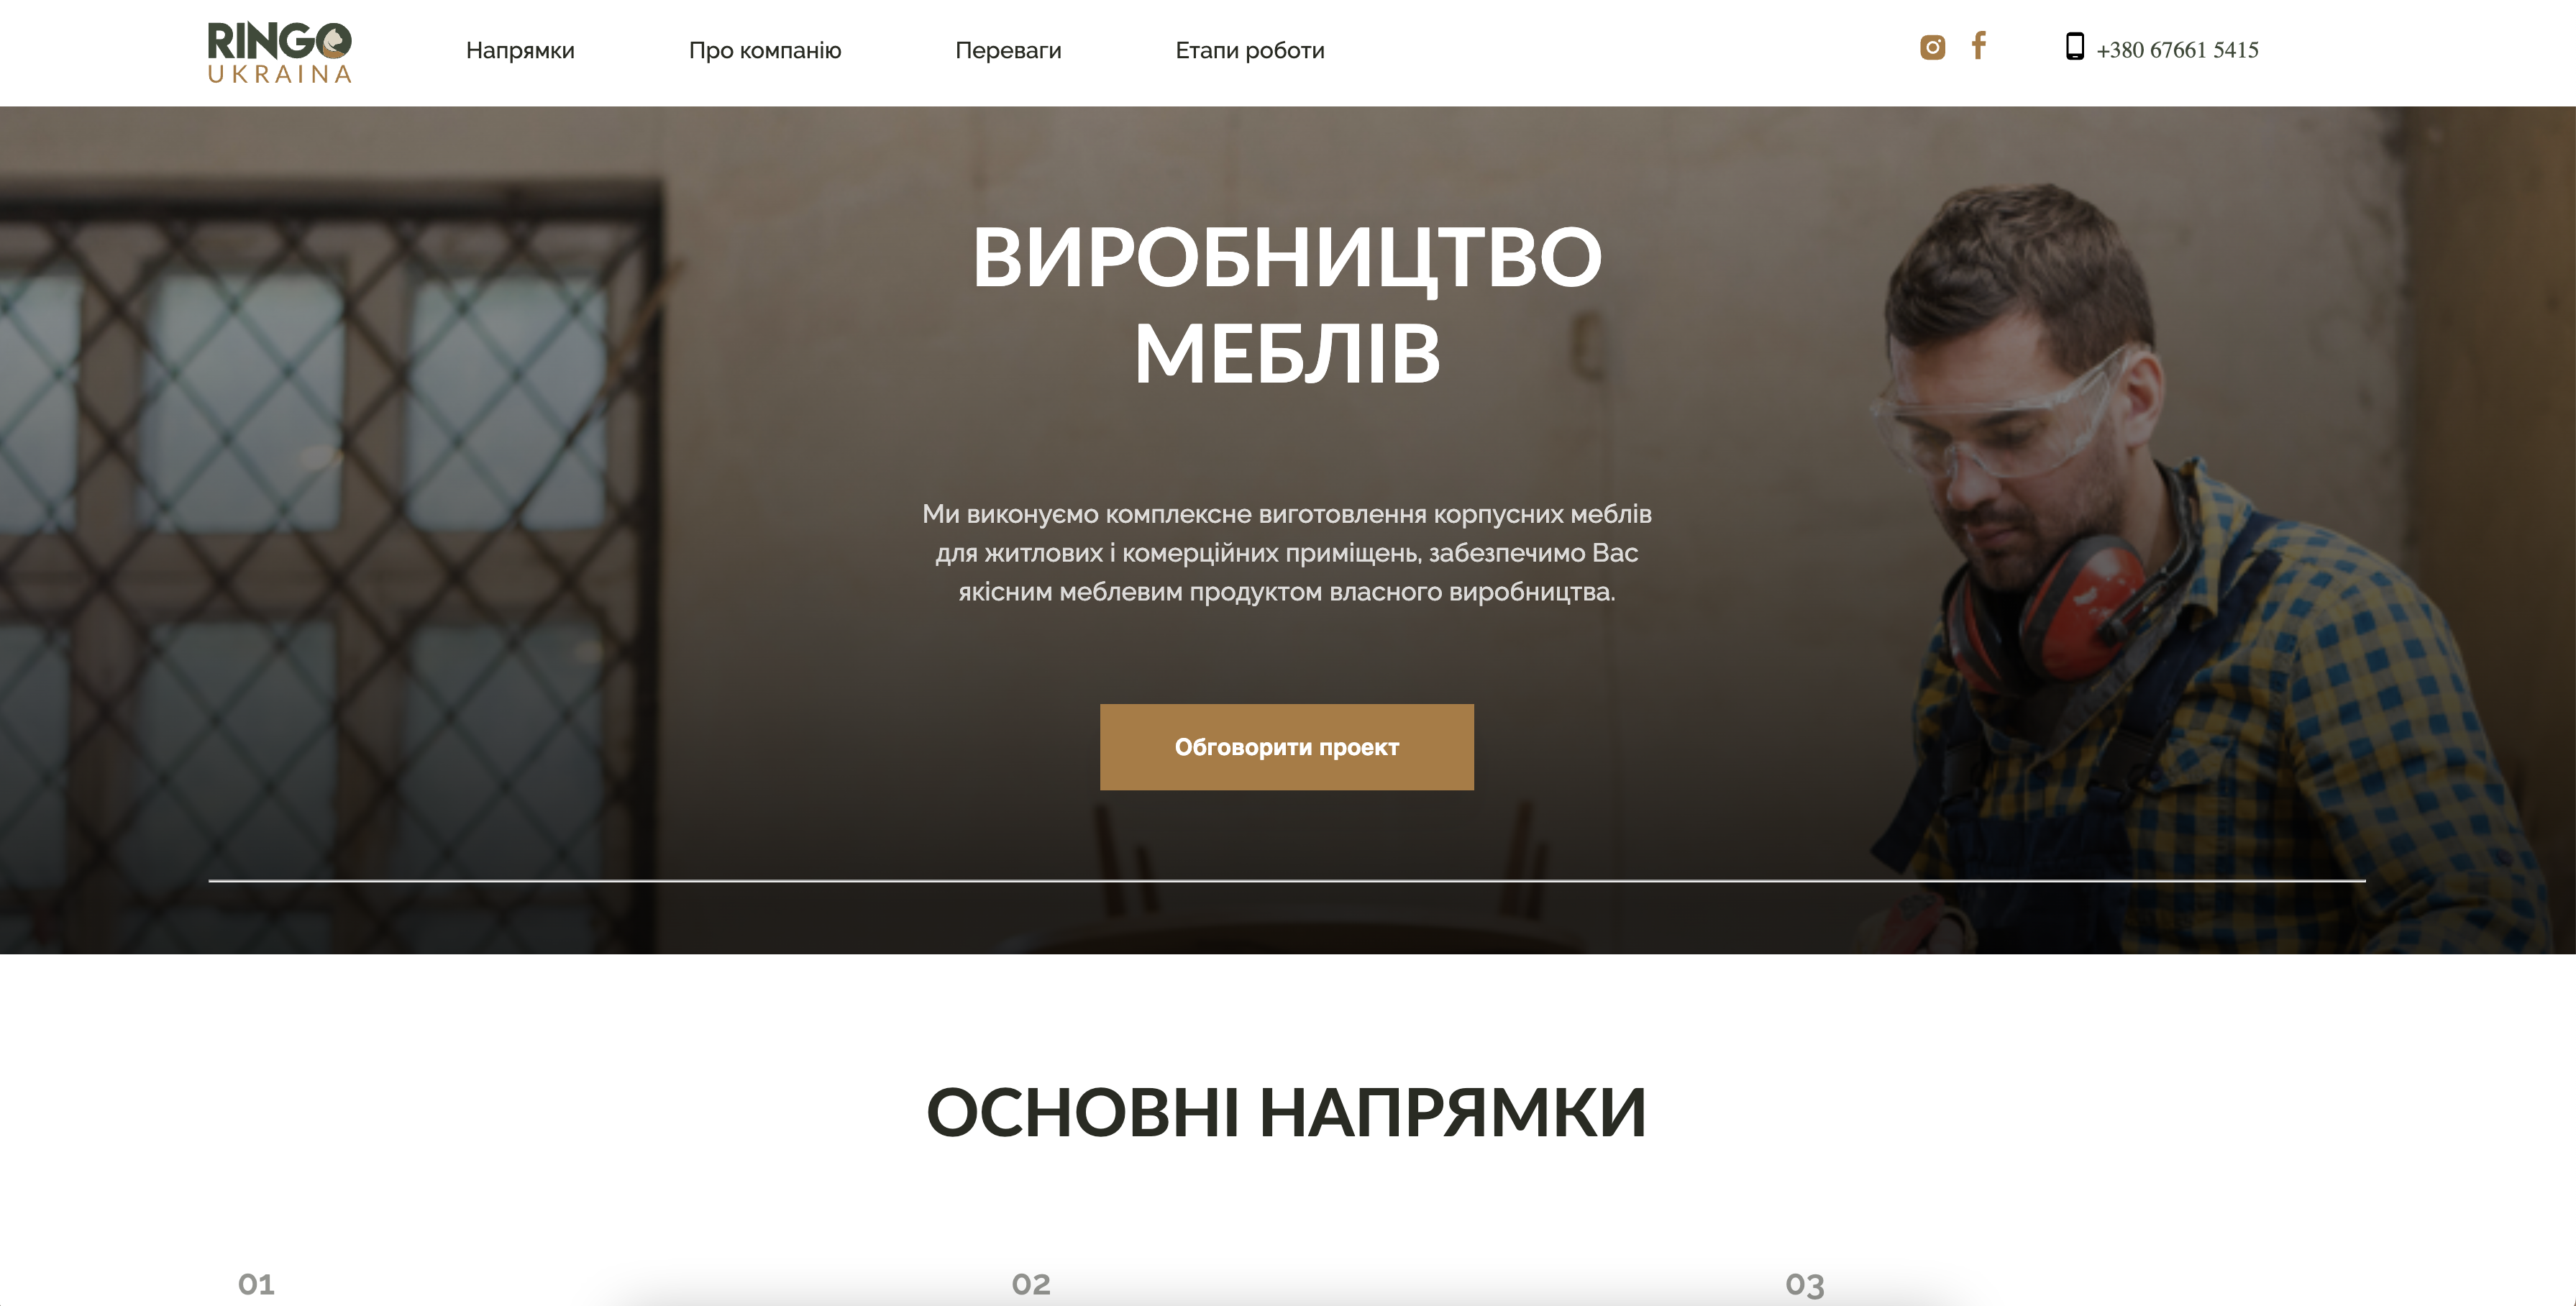 RINGO
UKRAINA
Напрямки
Про компанію
Переваги
Етапи роботи
+380 67661 5415
ВИРОБНИЦТВО
МЕБЛІВ
Ми виконуємо комплексне виготовлення корпусних меблів
для житлових і комерційних приміщень, забезпечимо Вас
якісним меблевим продуктом власного виробництва.
Обговорити проект
ОСНОВНІ НАПРЯМКИ
01
02
03